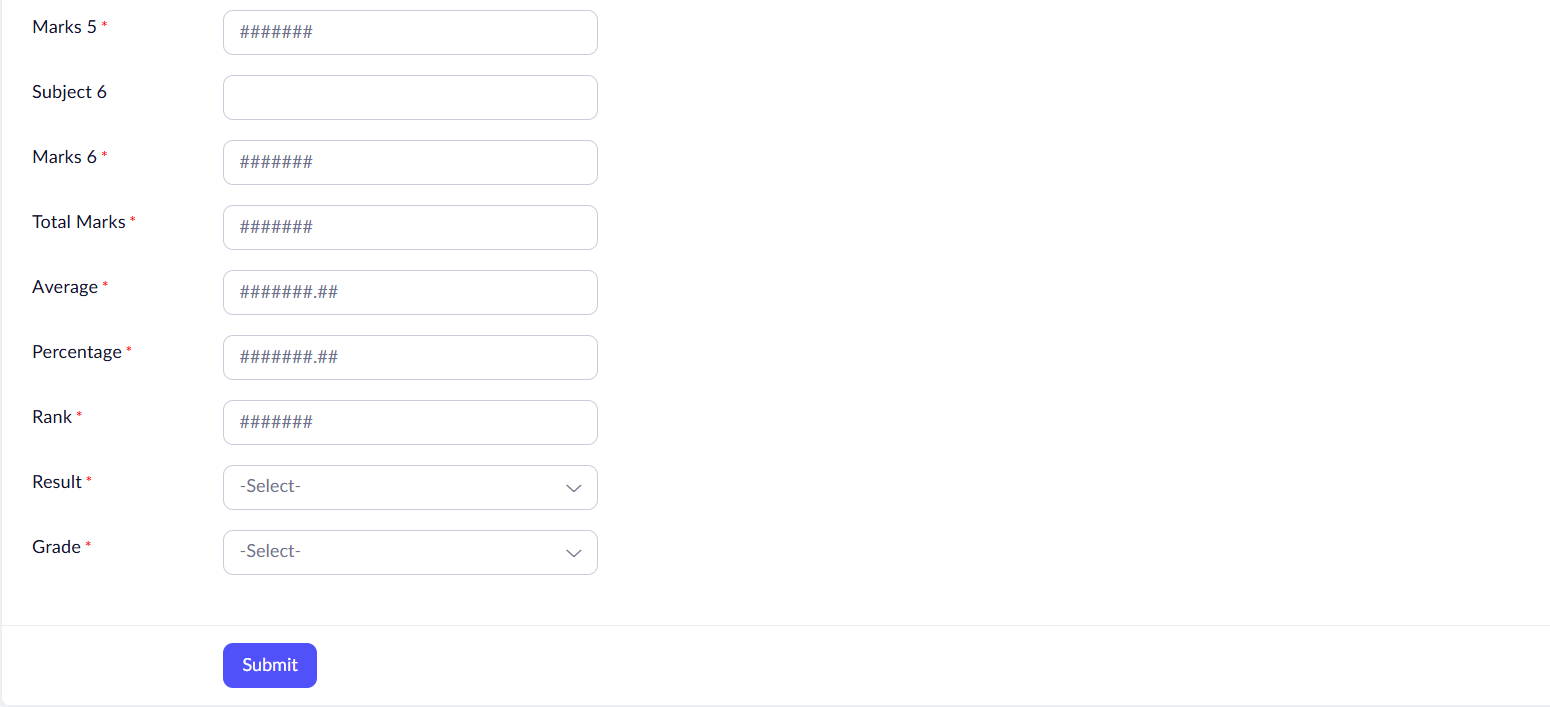 Marks 5 *
#######
Subject 6
Marks 6 *
#######
Total Marks *
#######
Average *
#######.##
Percentage *
#######.##
Rank *
#######
Result *
-Select-
Grade *
-Select-
Submit